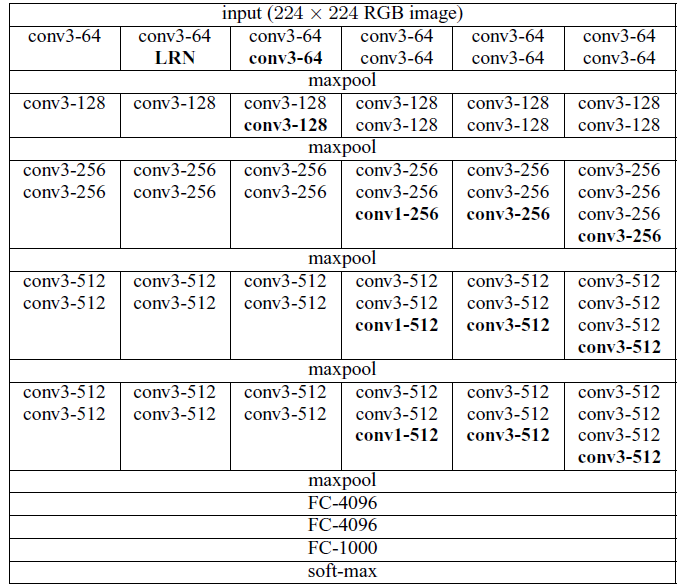 input (224 × 224 RGB image)
conv3-64 conv3-64 conv3-64 conv3-64 conv3-64 conv3-64
LRN conv3-64 conv3-64 conv3-64 conv3-64
maxpool
conv3-128 conv3-128 conv3-128 conv3-128 conv3-128 conv3-128
conv3-128 conv3-128 conv3-128 conv3-128
maxpool
conv3-256 conv3-256 conv3-256 conv3-256 conv3-256 conv3-256
conv3-256 conv3-256 conv3-256 conv3-256 conv3-256 conv3-256
conv1-256 conv3-256 conv3-256
conv3-256
maxpool
conv3-512 conv3-512 conv3-512 conv3-512 conv3-512 conv3-512
conv3-512 conv3-512 conv3-512 conv3-512 conv3-512 conv3-512
conv1-512 conv3-512 conv3-512
conv3-512
maxpool
conv3-512 conv3-512 conv3-512 conv3-512 conv3-512 conv3-512
conv3-512 conv3-512 conv3-512 conv3-512 conv3-512 conv3-512
conv1-512 conv3-512 conv3-512
conv3-512
maxpool
FC-4096
FC-4096
FC-1000
soft-max